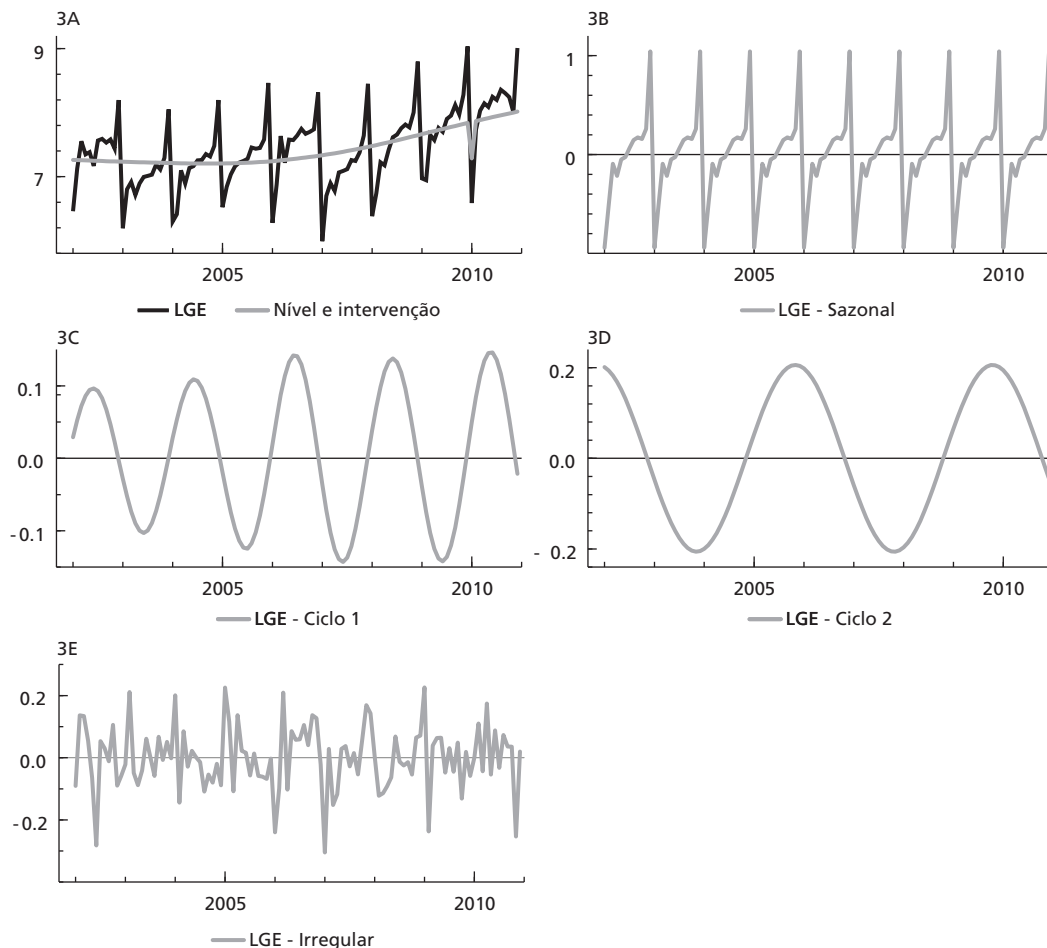 3A
9
7
2005 2010
LGE Nível e intervenção
3B
1
0
2005 2010
LGE - Sazonal
3C
0.1
0.0
-0.1
2005 2010
LGE - Ciclo 1
3D
0.2
0.0
- 0.2
2005 2010
LGE - Ciclo 2
3E
0.2
0.0
-0.2
2005 2010
LGE - Irregular